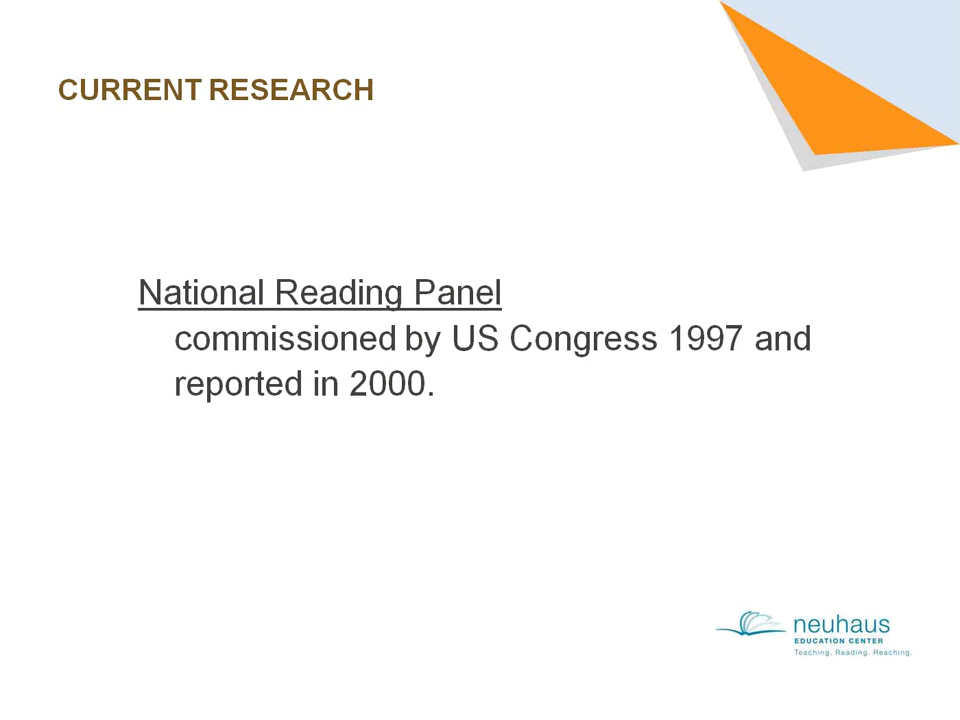 CURRENT RESEARCH
National Reading Panel
commissioned by US Congress 1997 and
reported in 2000.
neuhaus
EDUCATION CENTER
Teaching. Reading. Reaching.